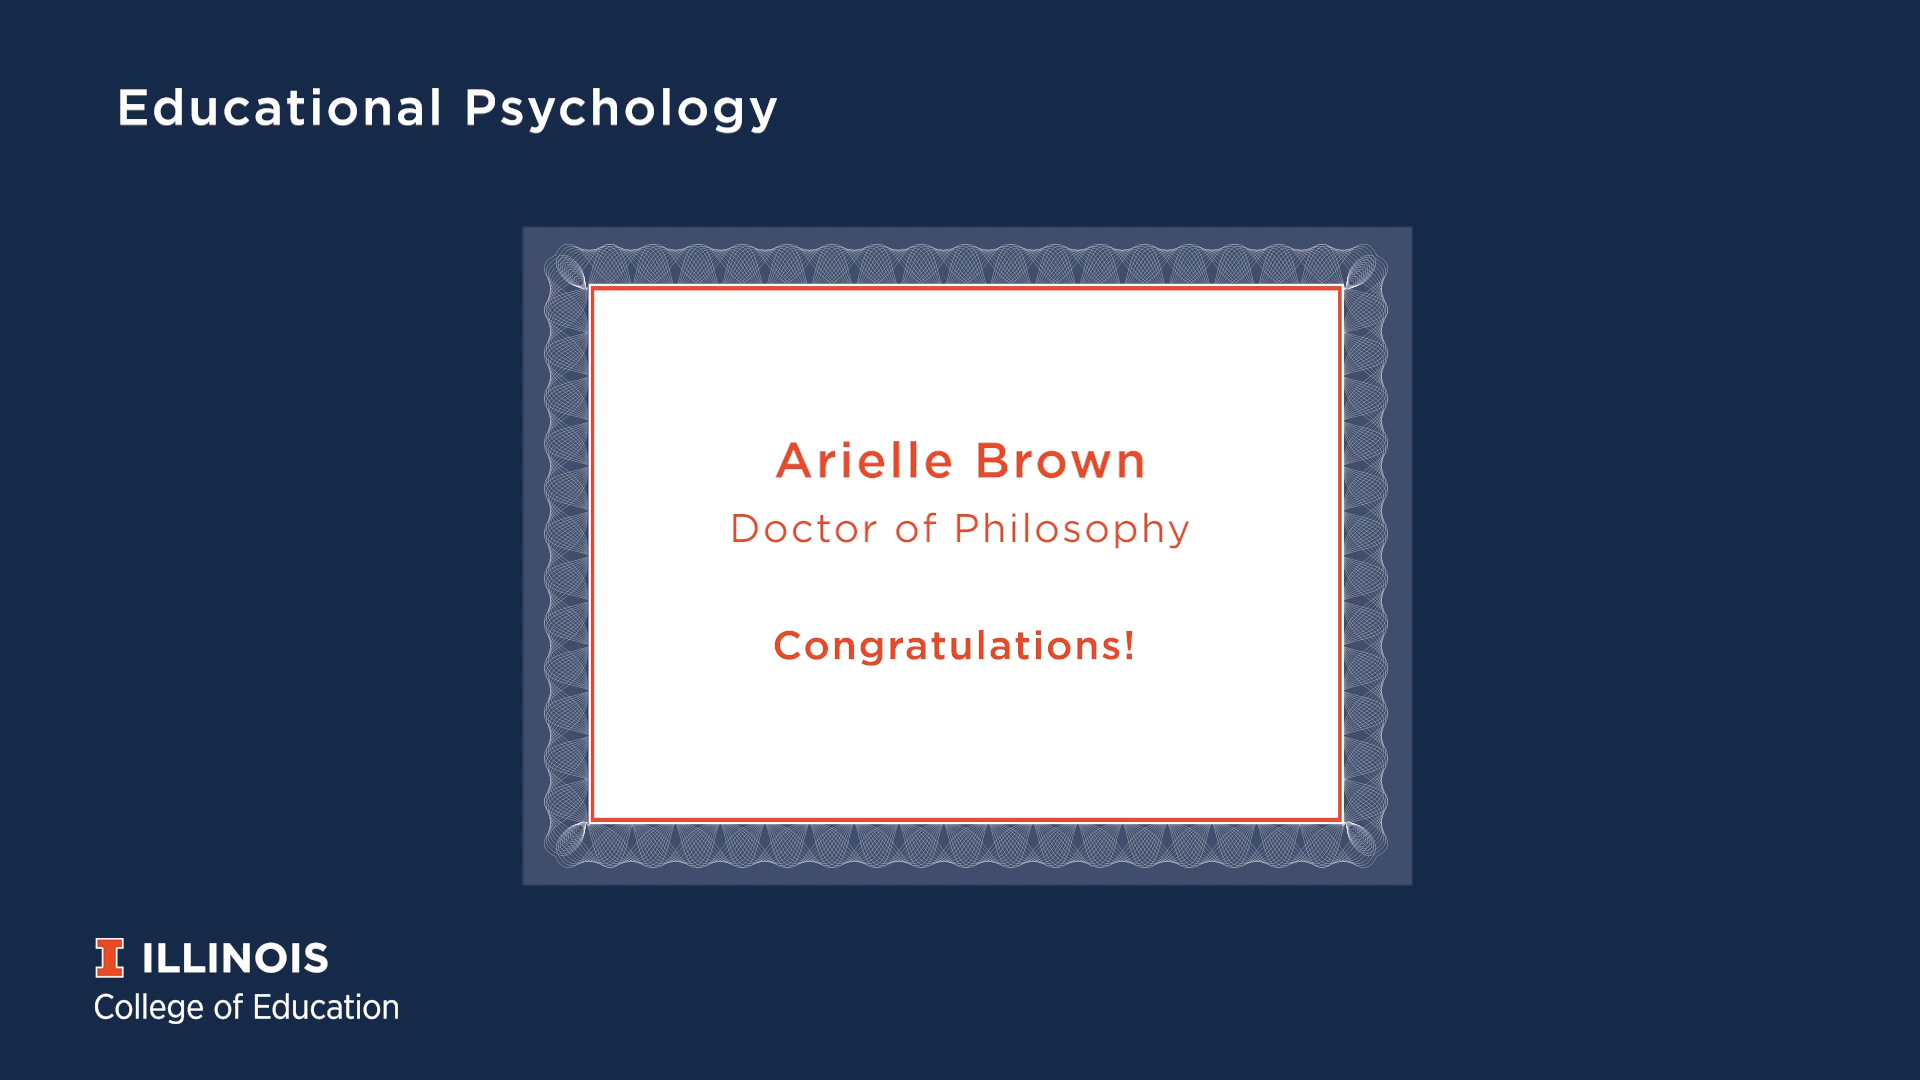 Educational Psychology
Arielle Brown
Doctor of Philosophy
Congratulations!
I ILLINOIS
College of Education